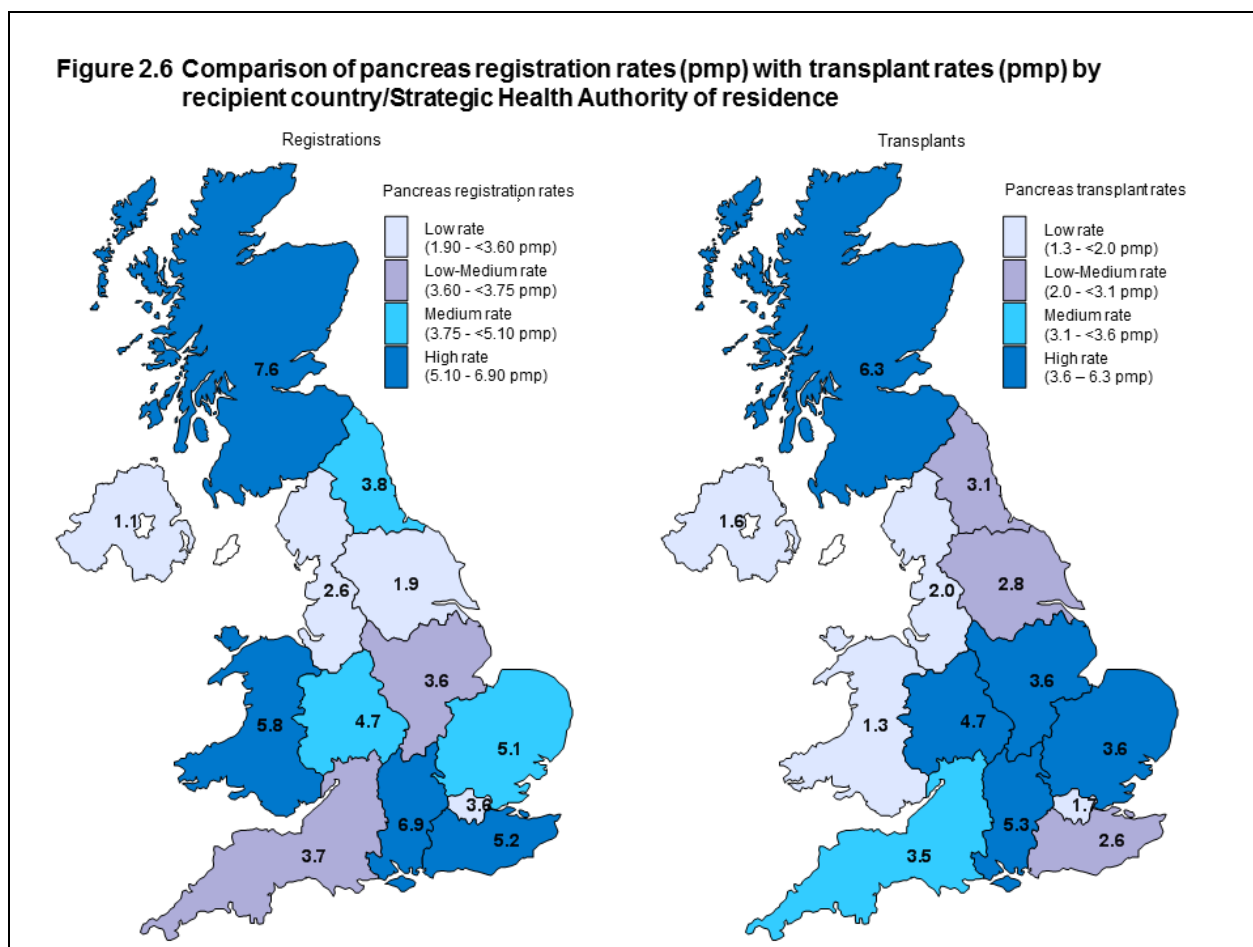 Figure 2.6 Comparison of pancreas registration rates (pmp) with transplant rates (pmp) by
recipient country/Strategic Health Authority of residence
Registrations
Pancreas registration rates
Low rate
(1.90 - <3.60 pmp)
Low-Medium rate
(3.60 - <3.75 pmp)
Medium rate
(3.75 - <5.10 pmp)
High rate
(5.10 - 6.90 pmp)
7.6
3.8
1.1
2.6
1.9
3.6
5.8
4.7
5.1
3.6
6.9
5.2
3.7
Transplants
Pancreas transplant rates
Low rate
(1.3 - <2.0 pmp)
Low-Medium rate
(2.0 - <3.1 pmp)
Medium rate
(3.1 - <3.6 pmp)
High rate
(3.6 – 6.3 pmp)
6.3
3.1
1.6
2.0
2.8
3.6
1.3
4.7
3.6
1.7
5.3
2.6
3.5